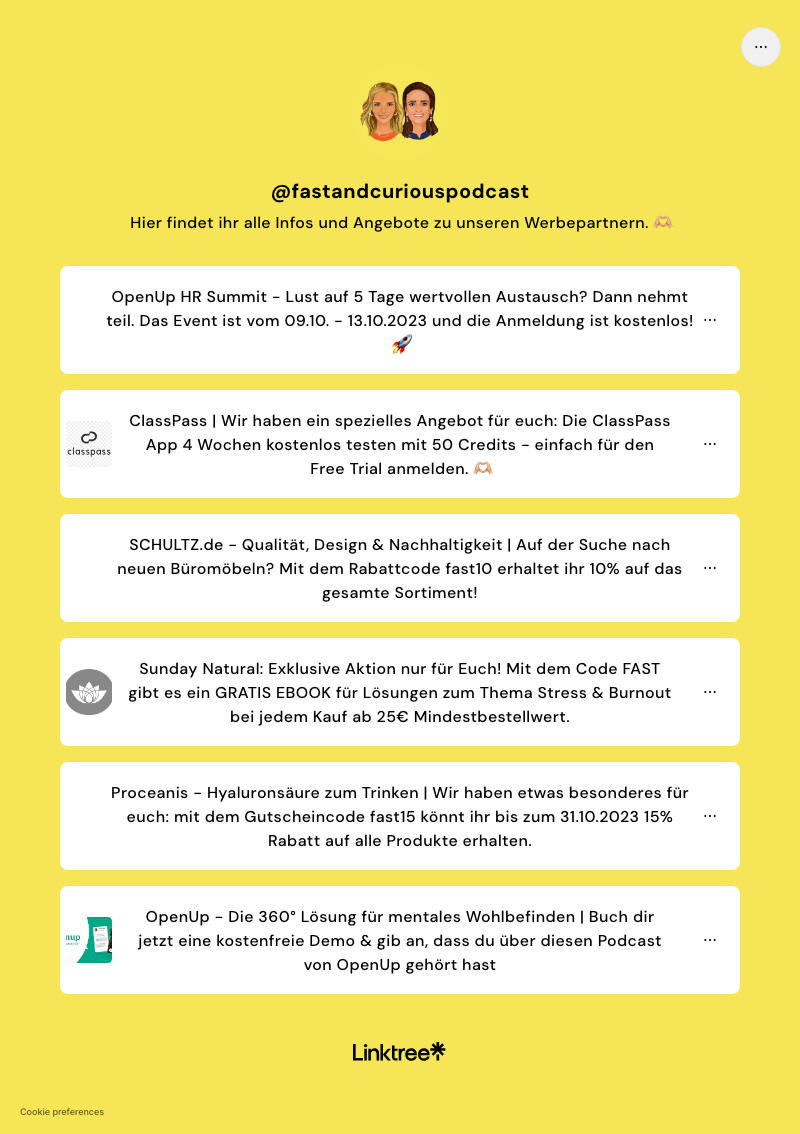 @fastandcuriouspodcast
Hier findet ihr alle Infos und Angebote zu unseren Werbepartnern. 🫶🏼
OpenUp HR Summit - Lust auf 5 Tage wertvollen Austausch? Dann nehmt
teil. Das Event ist vom 09.10. - 13.10.2023 und die Anmeldung ist kostenlos!
🚀
classpass
ClassPass | Wir haben ein spezielles Angebot für euch: Die ClassPass
App 4 Wochen kostenlos testen mit 50 Credits - einfach für den
Free Trial anmelden. 🫶🏼
SCHULTZ.de - Qualität, Design & Nachhaltigkeit | Auf der Suche nach
neuen Büromöbeln? Mit dem Rabattcode fast10 erhaltet ihr 10% auf das
gesamte Sortiment!
Sunday Natural: Exklusive Aktion nur für Euch! Mit dem Code FAST
gibt es ein GRATIS EBOOK für Lösungen zum Thema Stress & Burnout
bei jedem Kauf ab 25€ Mindestbestellwert.
Proceanis - Hyaluronsäure zum Trinken | Wir haben etwas besonderes für
euch: mit dem Gutscheincode fast15 könnt ihr bis zum 31.10.2023 15%
Rabatt auf alle Produkte erhalten.
OpenUp - Die 360° Lösung für mentales Wohlbefinden | Buch dir
jetzt eine kostenfreie Demo & gib an, dass du über diesen Podcast
von OpenUp gehört hast
Linktree
Cookie preferences